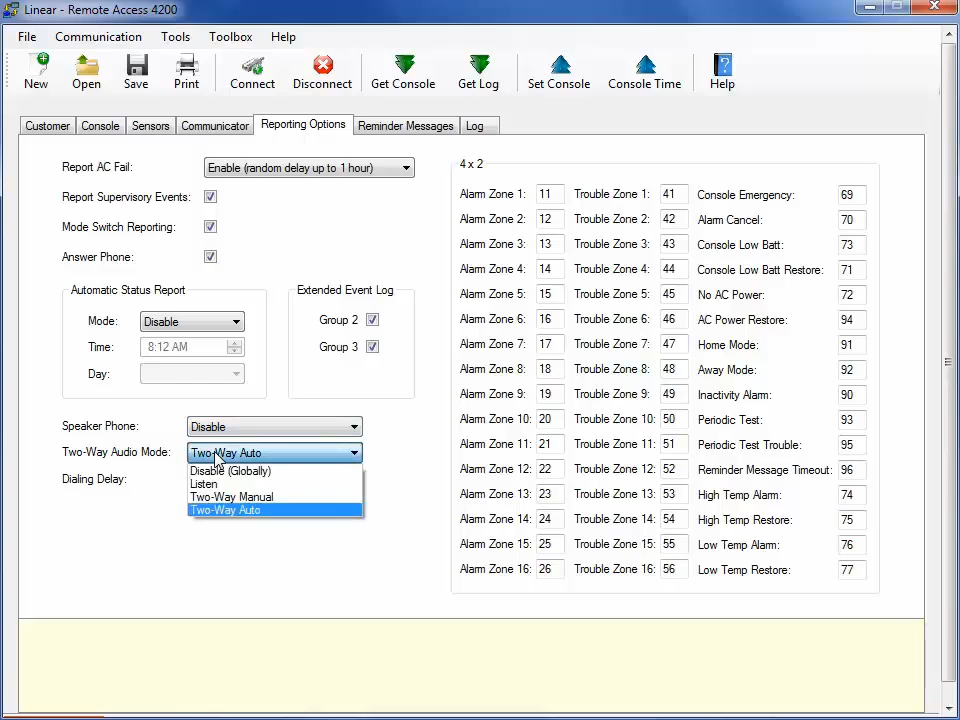 Linear - Remote Access 4200
File Communication Tools Toolbox Help
New Open Save Print Connect Disconnect Get Console Get Log Set Console Console Time Help
Customer Console Sensors Communicator Reporting Options Reminder Messages Log
Report AC Fail: Enable (random delay up to 1 hour)
Report Supervisory Events:
Mode Switch Reporting:
Answer Phone:
Automatic Status Report
Mode: Disable
Time: 8:12 AM
Day:
Extended Event Log
Group 2
Group 3
Speaker Phone: Disable
Two-Way Audio Mode: Two-Way Auto
Disable (Globally)
Listen
Two-Way Manual
Two-Way Auto
Dialing Delay:
4 x 2
Alarm Zone 1: 11 Trouble Zone 1: 41 Console Emergency: 69
Alarm Zone 2: 12 Trouble Zone 2: 42 Alarm Cancel: 70
Alarm Zone 3: 13 Trouble Zone 3: 43 Console Low Batt: 73
Alarm Zone 4: 14 Trouble Zone 4: 44 Console Low Batt Restore: 71
Alarm Zone 5: 15 Trouble Zone 5: 45 No AC Power: 72
Alarm Zone 6: 16 Trouble Zone 6: 46 AC Power Restore: 94
Alarm Zone 7: 17 Trouble Zone 7: 47 Home Mode: 91
Alarm Zone 8: 18 Trouble Zone 8: 48 Away Mode: 92
Alarm Zone 9: 19 Trouble Zone 9: 49 Inactivity Alarm: 90
Alarm Zone 10: 20 Trouble Zone 10: 50 Periodic Test: 93
Alarm Zone 11: 21 Trouble Zone 11: 51 Periodic Test Trouble: 95
Alarm Zone 12: 22 Trouble Zone 12: 52 Reminder Message Timeout: 96
Alarm Zone 13: 23 Trouble Zone 13: 53 High Temp Alarm: 74
Alarm Zone 14: 24 Trouble Zone 14: 54 High Temp Restore: 75
Alarm Zone 15: 25 Trouble Zone 15: 55 Low Temp Alarm: 76
Alarm Zone 16: 26 Trouble Zone 16: 56 Low Temp Restore: 77